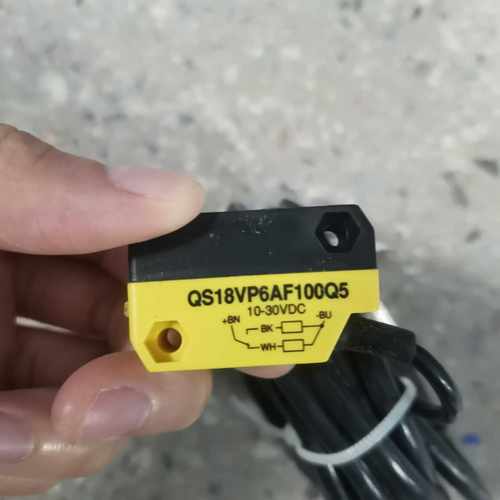 QS18VP6AF100Q5
10-30VDC
+BN -BU
BK
WH